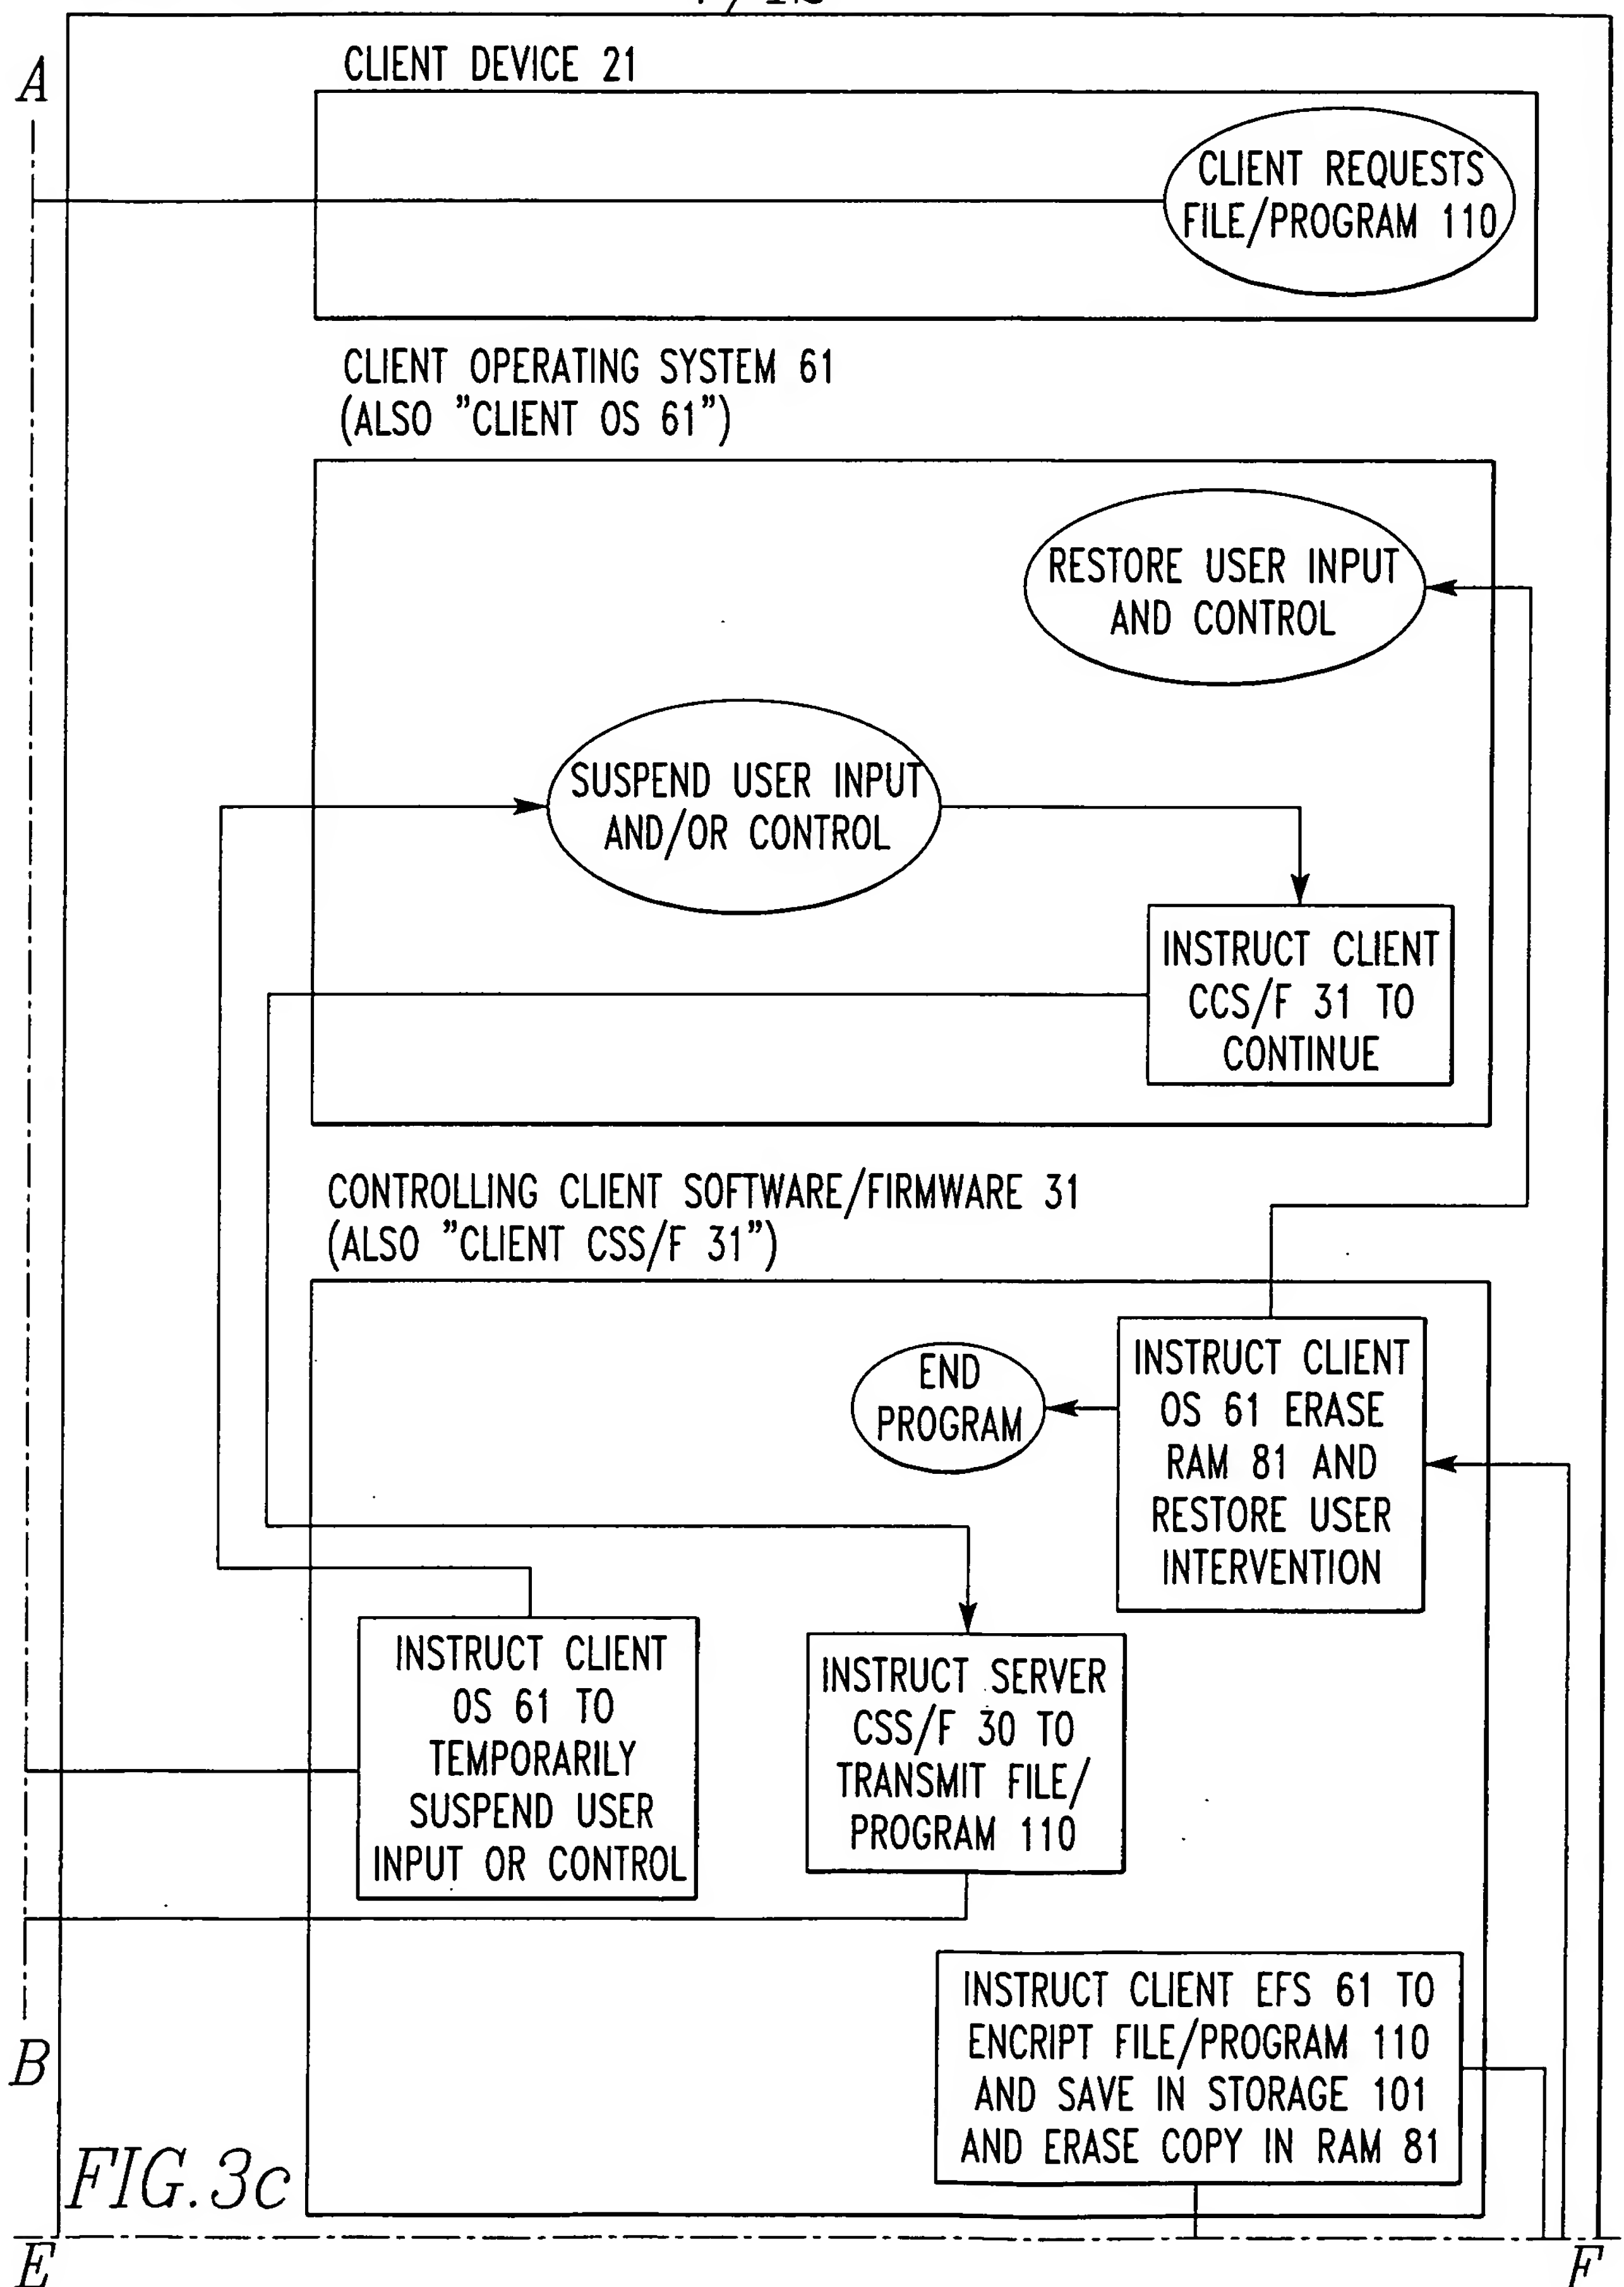 A
CLIENT DEVICE 21
CLIENT REQUESTS
FILE/PROGRAM 110
CLIENT OPERATING SYSTEM 61
(ALSO "CLIENT OS 61")
RESTORE USER INPUT
AND CONTROL
SUSPEND USER INPUT
AND/OR CONTROL
INSTRUCT CLIENT
CCS/F 31 TO
CONTINUE
CONTROLLING CLIENT SOFTWARE/FIRMWARE 31
(ALSO "CLIENT CSS/F 31")
END
PROGRAM
INSTRUCT CLIENT
OS 61 ERASE
RAM 81 AND
RESTORE USER
INTERVENTION
INSTRUCT CLIENT
OS 61 TO
TEMPORARILY
SUSPEND USER
INPUT OR CONTROL
INSTRUCT SERVER
CSS/F 30 TO
TRANSMIT FILE/
PROGRAM 110
INSTRUCT CLIENT EFS 61 TO
ENCRIPT FILE/PROGRAM 110
AND SAVE IN STORAGE 101
AND ERASE COPY IN RAM 81
B
FIG.3c
E
F